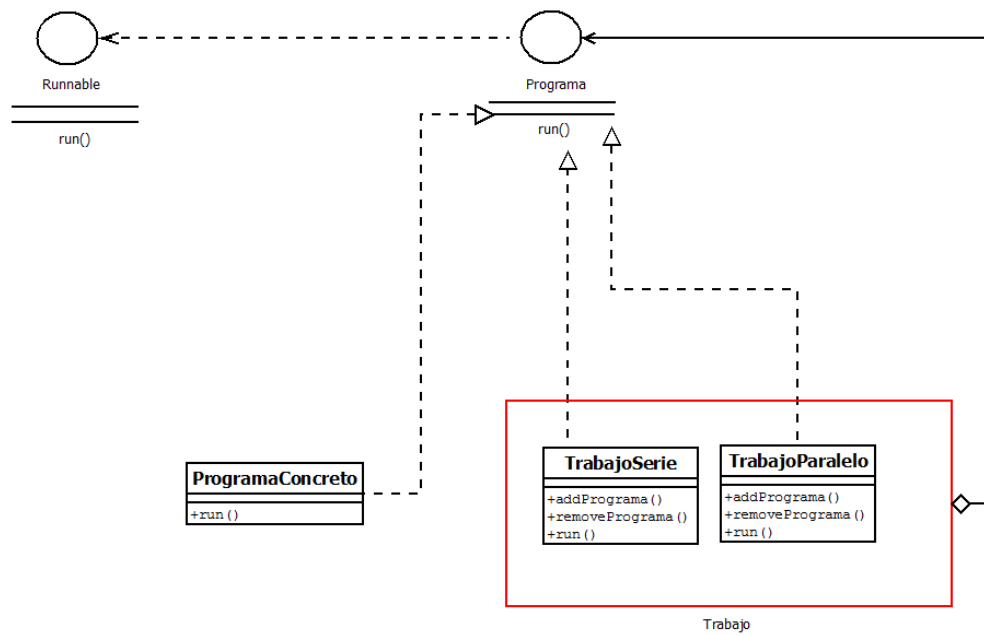 Runnable
run()
Programa
run()
ProgramaConcreto
+run()
TrabajoSerie
+addPrograma()
+removePrograma()
+run()
TrabajoParalelo
+addPrograma()
+removePrograma()
+run()
Trabajo